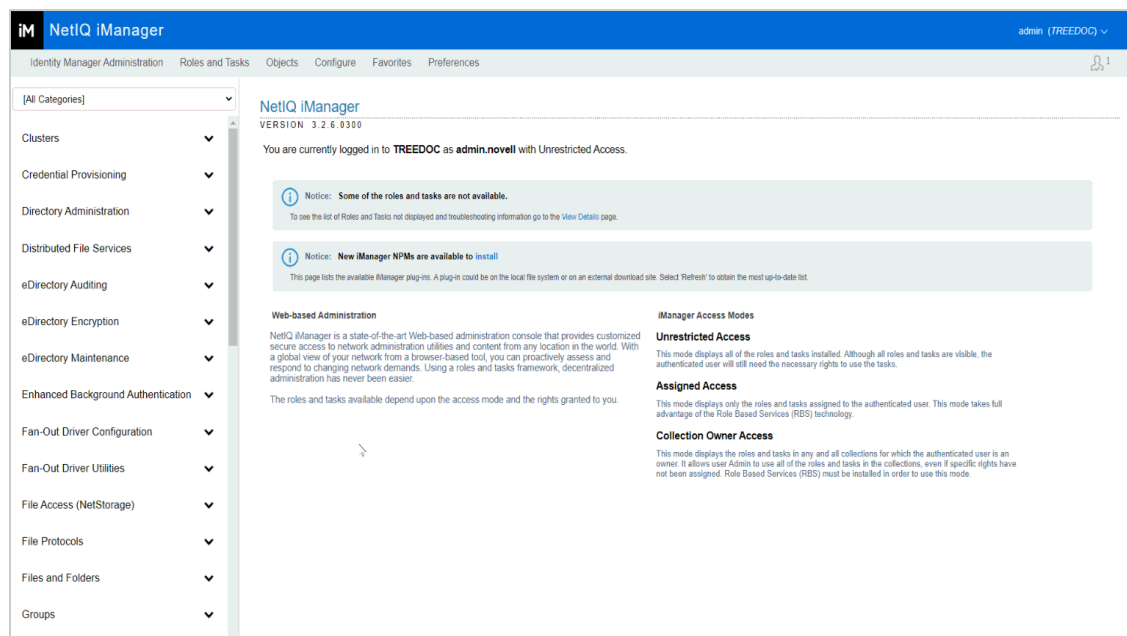 iM NetIQ iManager
admin (TREEDOC)
Identity Manager Administration Roles and Tasks Objects Configure Favorites Preferences
1
[All Categories]
Clusters
Credential Provisioning
Directory Administration
Distributed File Services
eDirectory Auditing
eDirectory Encryption
eDirectory Maintenance
Enhanced Background Authentication
Fan-Out Driver Configuration
Fan-Out Driver Utilities
File Access (NetStorage)
File Protocols
Files and Folders
Groups
NetIQ iManager
VERSION 3.2.6.0300
You are currently logged in to TREEDOC as admin.novell with Unrestricted Access.
Notice: Some of the roles and tasks are not available.
To see the list of Roles and Tasks not displayed and troubleshooting information go to the View Details page.
Notice: New iManager NPMs are available to install
This page lists the available iManager plug-ins. A plug-in could be on the local file system or on an external download site. Select 'Refresh' to obtain the most up-to-date list.
Web-based Administration
NetIQ iManager is a state-of-the-art Web-based administration console that provides customized
secure access to network administration utilities and content from any location in the world. With
a global view of your network from a browser-based tool, you can proactively assess and
respond to changing network demands. Using a roles and tasks framework, decentralized
administration has never been easier.
The roles and tasks available depend upon the access mode and the rights granted to you.
iManager Access Modes
Unrestricted Access
This mode displays all of the roles and tasks installed. Although all roles and tasks are visible, the
authenticated user will still need the necessary rights to use the tasks.
Assigned Access
This mode displays only the roles and tasks assigned to the authenticated user. This mode takes full
advantage of the Role Based Services (RBS) technology.
Collection Owner Access
This mode displays the roles and tasks in any and all collections for which the authenticated user is an
owner. It allows user Admin to use all of the roles and tasks in the collections, even if specific rights have
not been assigned. Role Based Services (RBS) must be installed in order to use this mode.